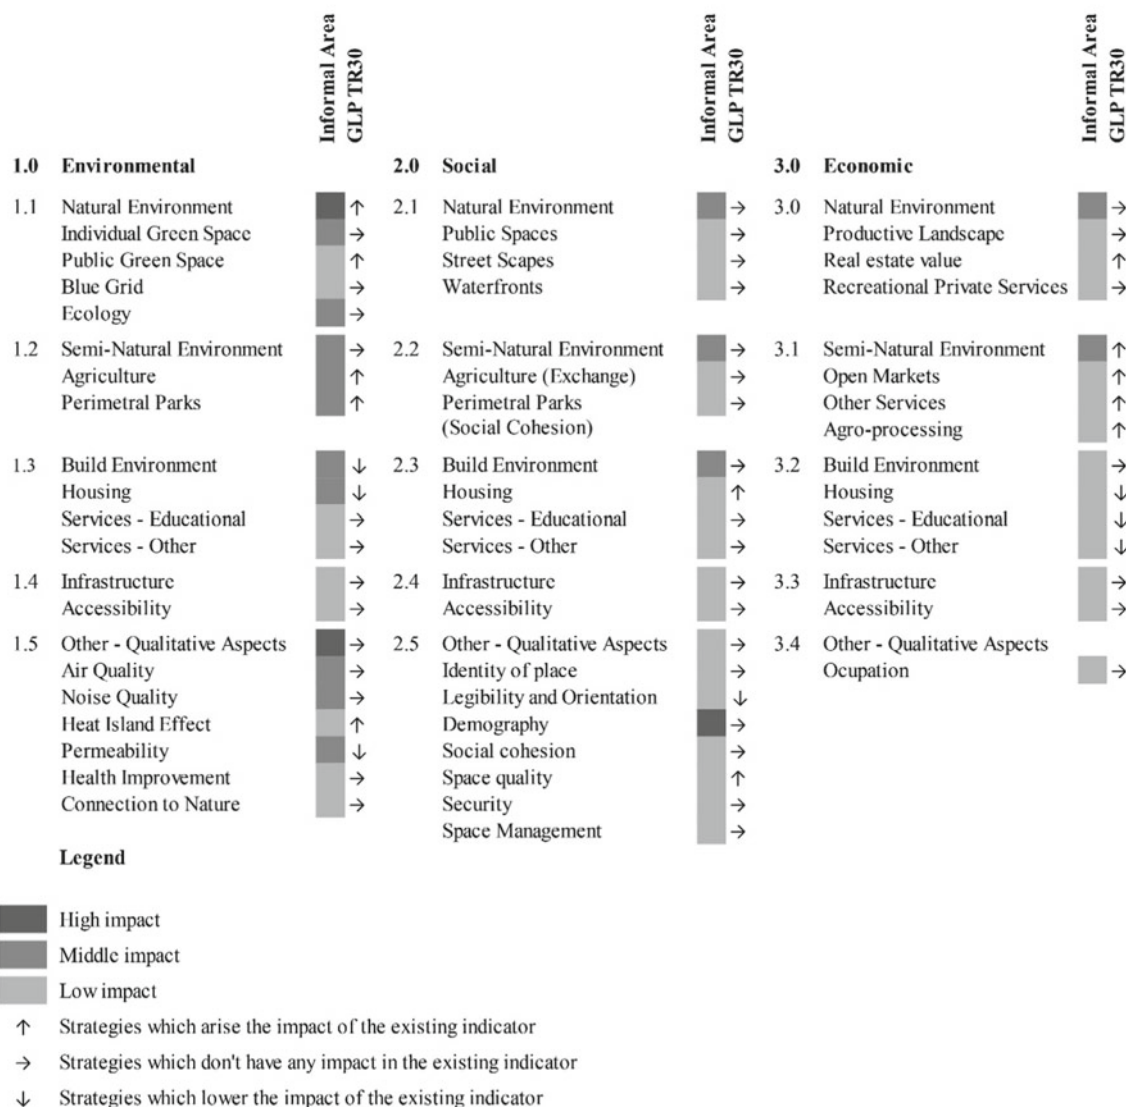 Informal Area
GLP TR30
Informal Area
GLP TR30
Informal Area
GLP TR30
1.0 Environmental
1.1 Natural Environment ↑
Individual Green Space →
Public Green Space ↑
Blue Grid →
Ecology →
1.2 Semi-Natural Environment →
Agriculture ↑
Perimetral Parks ↑
1.3 Build Environment ↓
Housing ↓
Services - Educational →
Services - Other →
1.4 Infrastructure →
Accessibility →
1.5 Other - Qualitative Aspects →
Air Quality →
Noise Quality →
Heat Island Effect ↑
Permeability ↓
Health Improvement →
Connection to Nature →
2.0 Social
2.1 Natural Environment →
Public Spaces →
Street Scapes →
Waterfronts →
2.2 Semi-Natural Environment →
Agriculture (Exchange) →
Perimetral Parks →
(Social Cohesion)
2.3 Build Environment →
Housing ↑
Services - Educational →
Services - Other →
2.4 Infrastructure →
Accessibility →
2.5 Other - Qualitative Aspects →
Identity of place →
Legibility and Orientation ↓
Demography →
Social cohesion →
Space quality ↑
Security →
Space Management →
3.0 Economic
3.0 Natural Environment →
Productive Landscape →
Real estate value ↑
Recreational Private Services →
3.1 Semi-Natural Environment ↑
Open Markets ↑
Other Services ↑
Agro-processing ↑
3.2 Build Environment →
Housing ↓
Services - Educational ↓
Services - Other ↓
3.3 Infrastructure →
Accessibility →
3.4 Other - Qualitative Aspects
Ocupation →
Legend
High impact
Middle impact
Low impact
↑ Strategies which arise the impact of the existing indicator
→ Strategies which don't have any impact in the existing indicator
↓ Strategies which lower the impact of the existing indicator